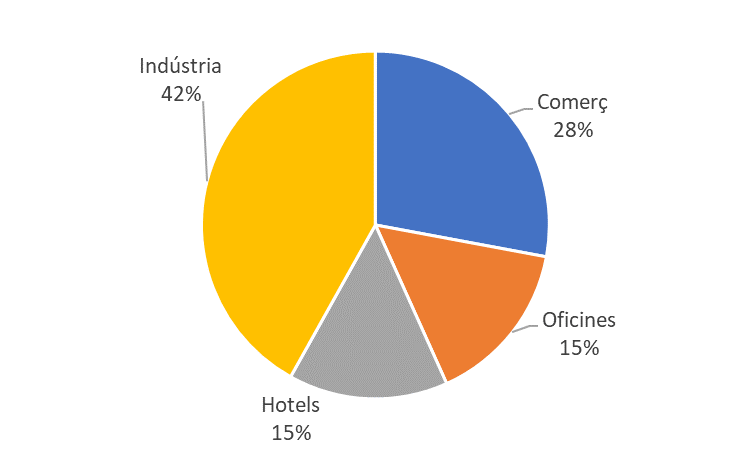 Indústria
42%
Comerç
28%
Oficines
15%
Hotels
15%